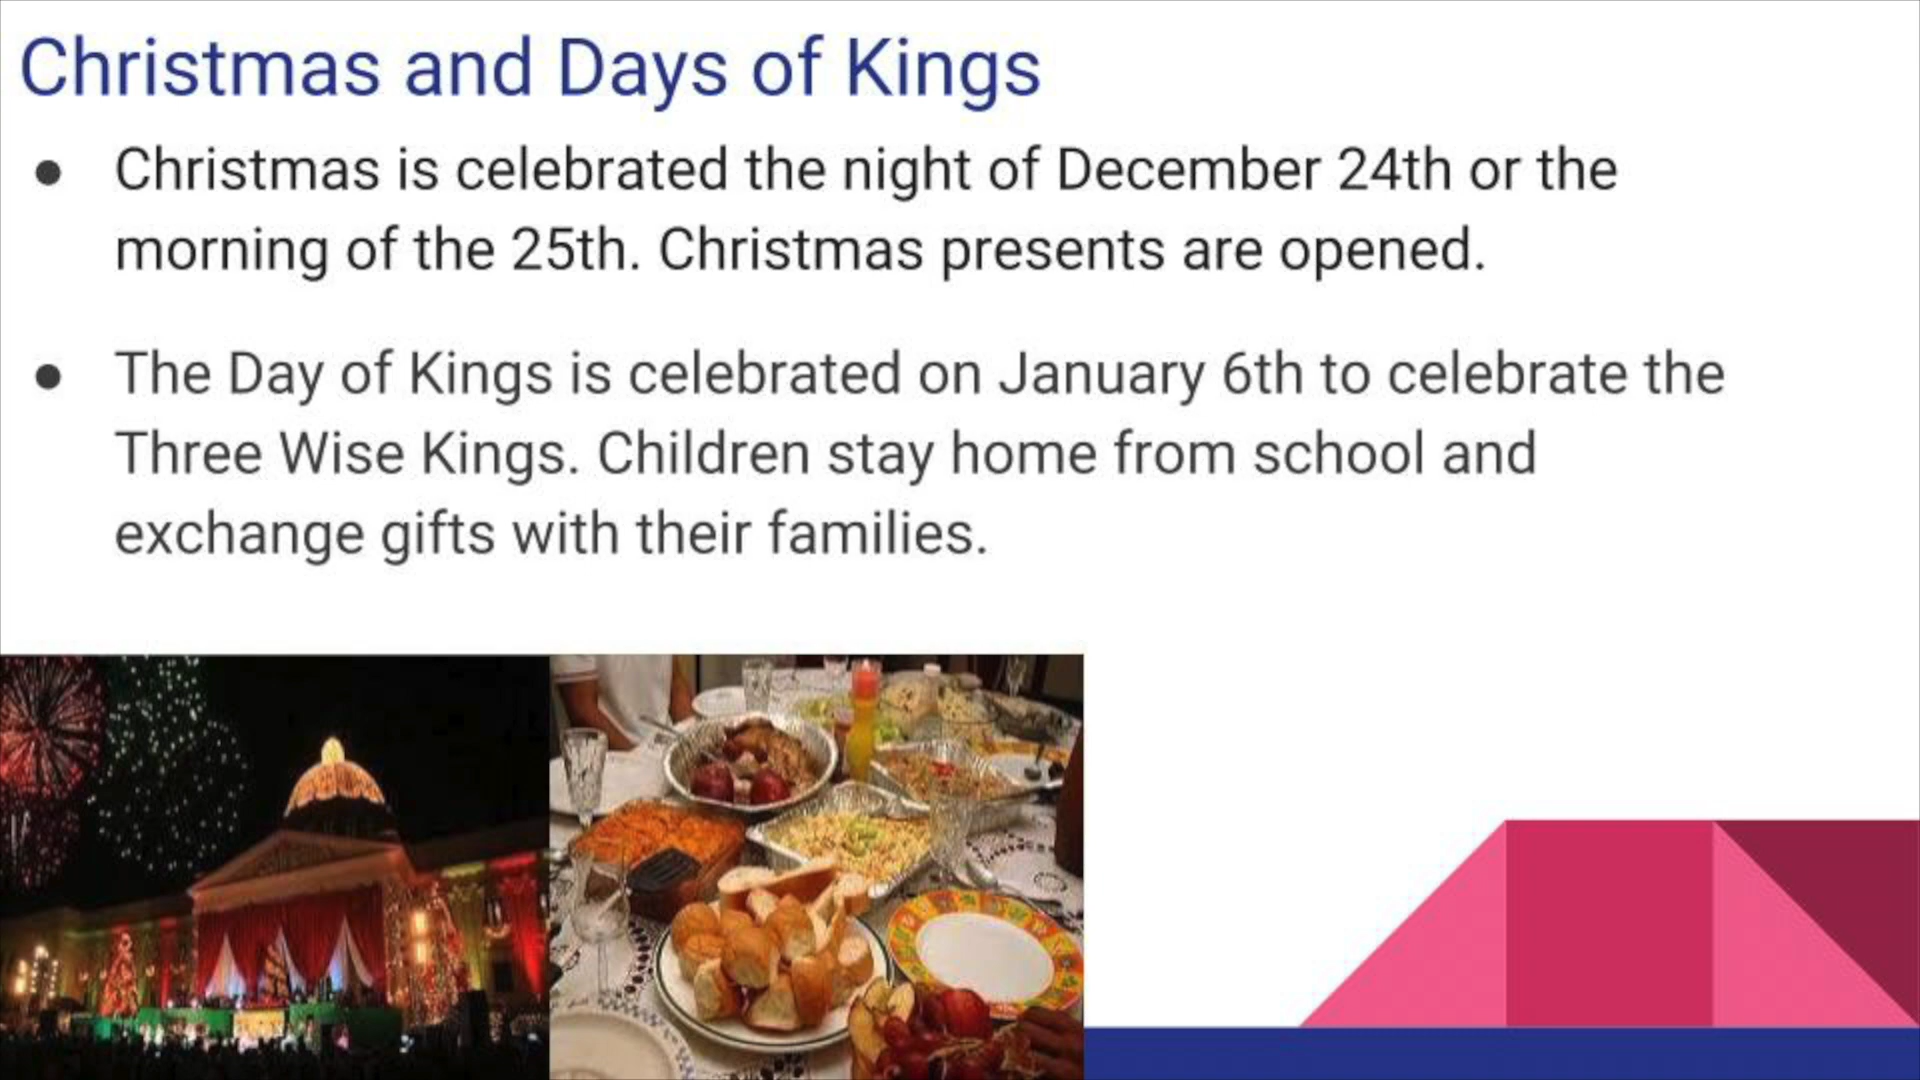 Christmas and Days of Kings
● Christmas is celebrated the night of December 24th or the
morning of the 25th. Christmas presents are opened.
● The Day of Kings is celebrated on January 6th to celebrate the
Three Wise Kings. Children stay home from school and
exchange gifts with their families.